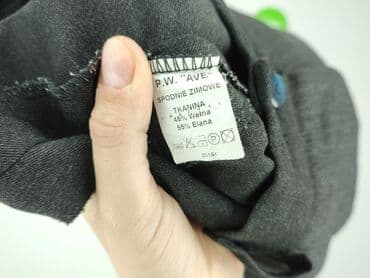 P.W. "AVE"
SPODNIE ZIMOWE
TKANINA
45% Wełna
55% Elana